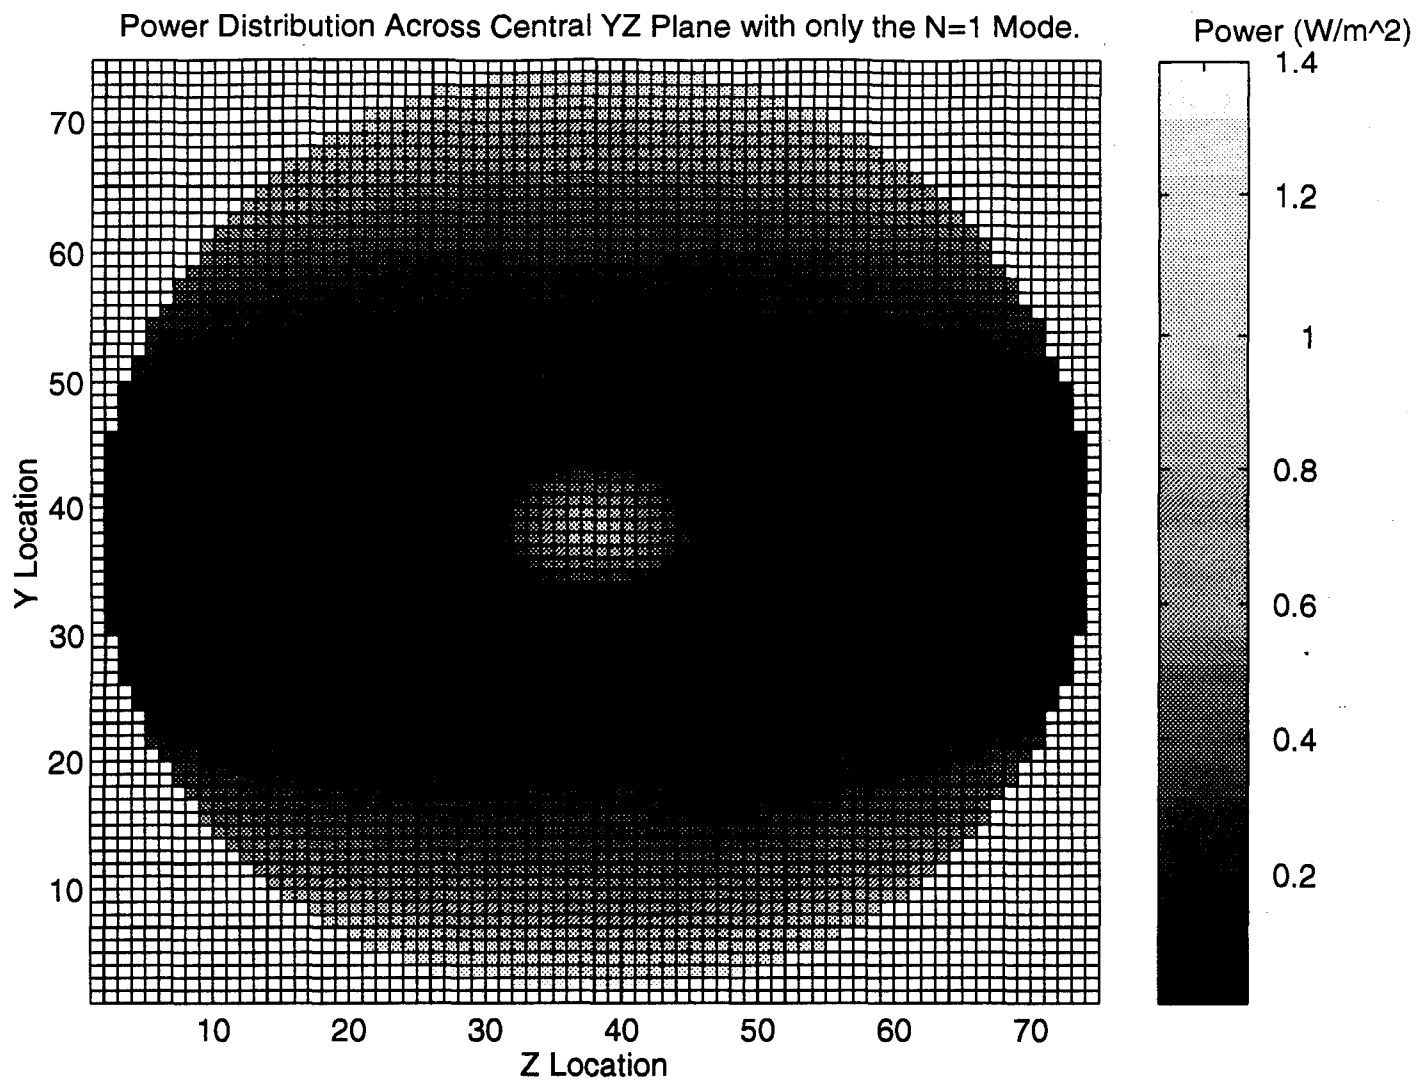 Power Distribution Across Central YZ Plane with only the N=1 Mode.
Power (W/m^2)
1.4
1.2
1
0.8
0.6
0.4
0.2
70
60
50
40
30
20
10
Y Location
10 20 30 40 50 60 70
Z Location